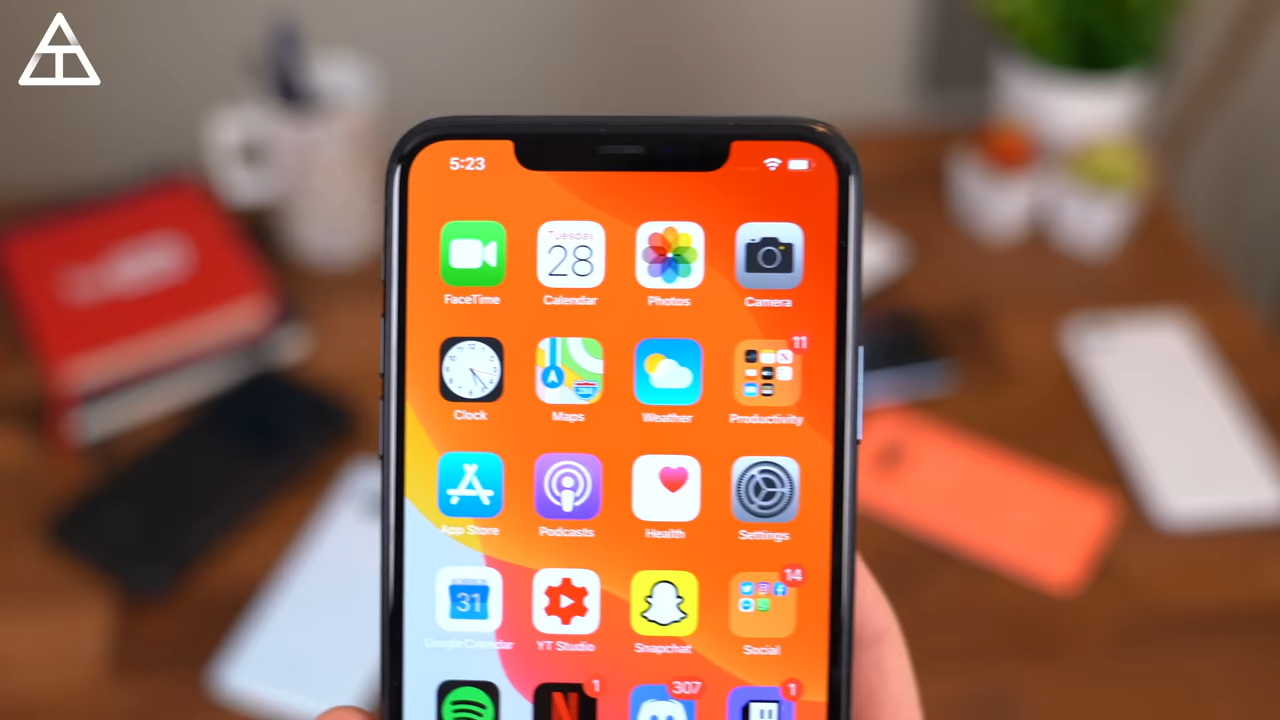 5:23
Tuesday
28
FaceTime
Calendar
Photos
Camera
11
Clock
Maps
Weather
Productivity
App Store
Podcasts
Health
Settings
14
31
Google Calendar
YT Studio
Snapchat
Social
1
307
1
N